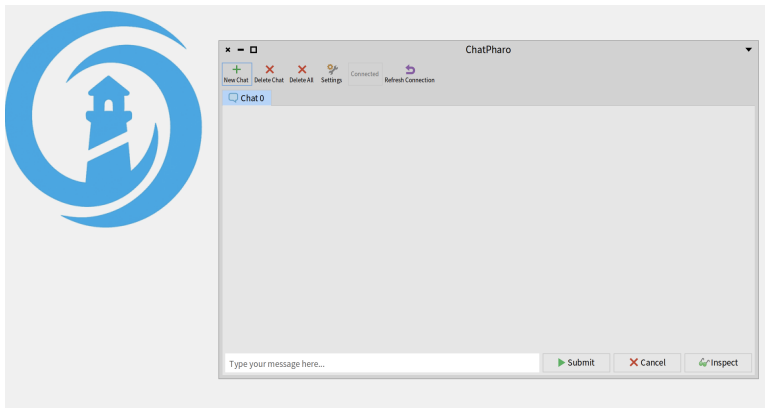 ChatPharo
New Chat Delete Chat Delete All Settings Connected Refresh Connection
Chat 0
Type your message here... Submit Cancel Inspect